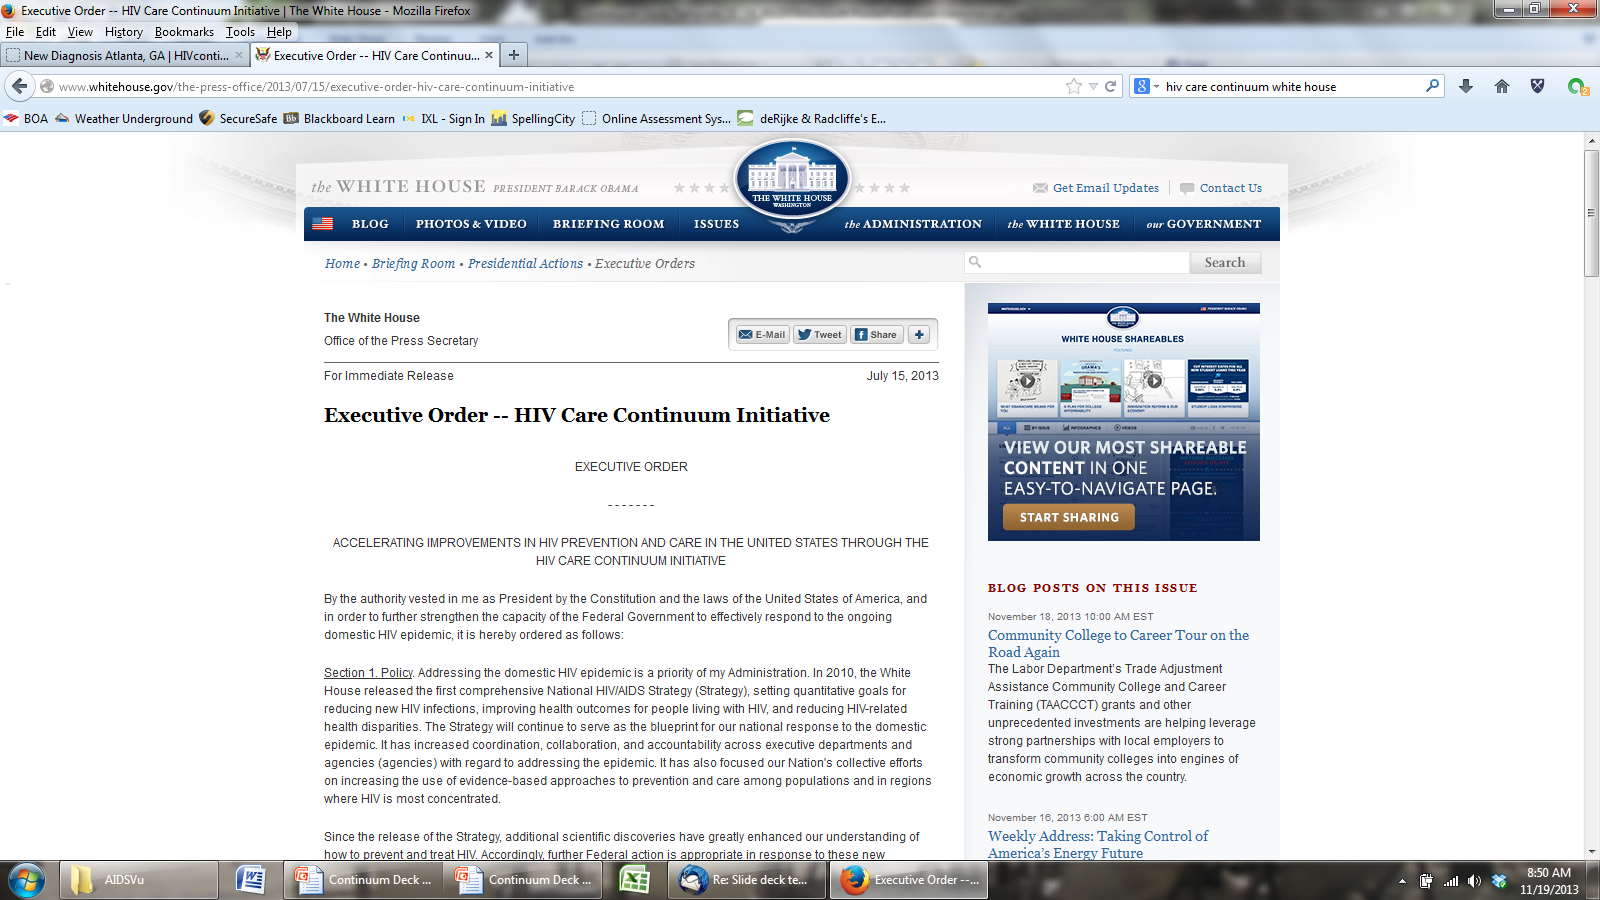 Executive Order -- HIV Care Continuum Initiative | The White House - Mozilla Firefox
File Edit View History Bookmarks Tools Help
New Diagnosis Atlanta, GA | HIVconti...
Executive Order -- HIV Care Continuu...
www.whitehouse.gov/the-press-office/2013/07/15/executive-order-hiv-care-continuum-initiative
hiv care continuum white house
BOA Weather Underground SecureSafe Bb Blackboard Learn IXL - Sign In SpellingCity Online Assessment Sys... deRijke & Radcliffe's E...
the WHITE HOUSE PRESIDENT BARACK OBAMA
THE WHITE HOUSE
WASHINGTON
Get Email Updates Contact Us
BLOG PHOTOS & VIDEO BRIEFING ROOM ISSUES the ADMINISTRATION the WHITE HOUSE our GOVERNMENT
Home • Briefing Room • Presidential Actions • Executive Orders
Search
The White House
Office of the Press Secretary
E-Mail Tweet Share
For Immediate Release July 15, 2013
Executive Order -- HIV Care Continuum Initiative
EXECUTIVE ORDER
- - - - - - -
ACCELERATING IMPROVEMENTS IN HIV PREVENTION AND CARE IN THE UNITED STATES THROUGH THE
HIV CARE CONTINUUM INITIATIVE
By the authority vested in me as President by the Constitution and the laws of the United States of America, and
in order to further strengthen the capacity of the Federal Government to effectively respond to the ongoing
domestic HIV epidemic, it is hereby ordered as follows:
Section 1. Policy. Addressing the domestic HIV epidemic is a priority of my Administration. In 2010, the White
House released the first comprehensive National HIV/AIDS Strategy (Strategy), setting quantitative goals for
reducing new HIV infections, improving health outcomes for people living with HIV, and reducing HIV-related
health disparities. The Strategy will continue to serve as the blueprint for our national response to the domestic
epidemic. It has increased coordination, collaboration, and accountability across executive departments and
agencies (agencies) with regard to addressing the epidemic. It has also focused our Nation's collective efforts
on increasing the use of evidence-based approaches to prevention and care among populations and in regions
where HIV is most concentrated.
Since the release of the Strategy, additional scientific discoveries have greatly enhanced our understanding of
how to prevent and treat HIV. Accordingly, further Federal action is appropriate in response to these new
WHITE HOUSE SHAREABLES
FEATURED
VIEW OUR MOST SHAREABLE
CONTENT IN ONE
EASY-TO-NAVIGATE PAGE.
START SHARING
BLOG POSTS ON THIS ISSUE
November 18, 2013 10:00 AM EST
Community College to Career Tour on the
Road Again
The Labor Department's Trade Adjustment
Assistance Community College and Career
Training (TAACCCT) grants and other
unprecedented investments are helping leverage
strong partnerships with local employers to
transform community colleges into engines of
economic growth across the country.
November 16, 2013 6:00 AM EST
Weekly Address: Taking Control of
America's Energy Future
AIDSVu
Continuum Deck ...
Continuum Deck ...
Re: Slide deck te...
Executive Order --...
8:50 AM
11/19/2013